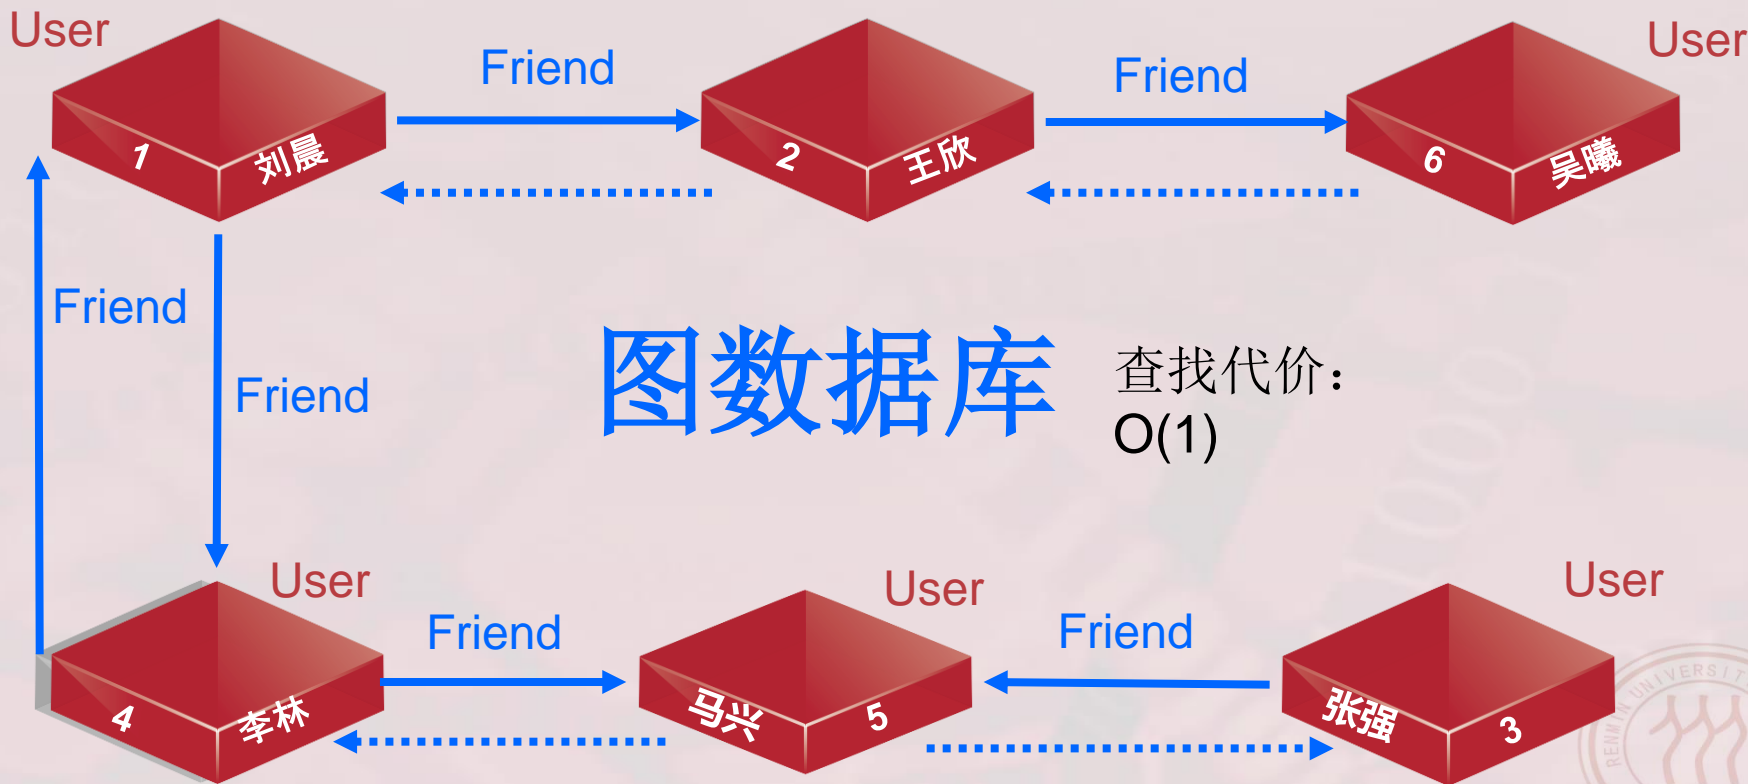 User
Friend
Friend
User
1 刘晨
2 王欣
6 吴曦
Friend
Friend
图数据库
查找代价：
O(1)
User
User
User
Friend
Friend
4 李林
马兴 5
张强 3